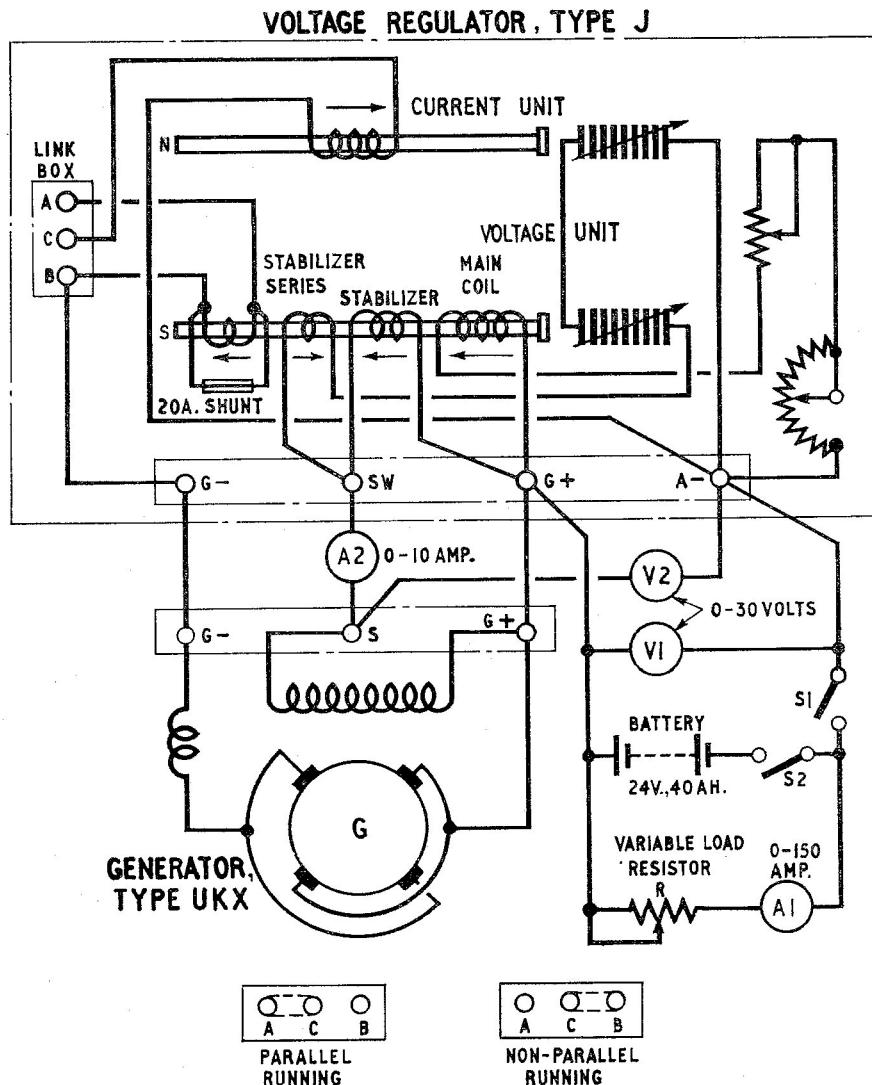 VOLTAGE REGULATOR, TYPE J
CURRENT UNIT
N
LINK
BOX
A
C
B
VOLTAGE UNIT
STABILIZER
SERIES
STABILIZER
MAIN
COIL
S
20A. SHUNT
G-
SW
G+
A-
A2
0-10 AMP.
V2
0-30 VOLTS
G-
S
G+
V1
S1
BATTERY
24V.,40AH.
S2
G
GENERATOR,
TYPE UKX
VARIABLE LOAD
RESISTOR
R
0-150
AMP.
A1
A C B
PARALLEL
RUNNING
A C B
NON-PARALLEL
RUNNING